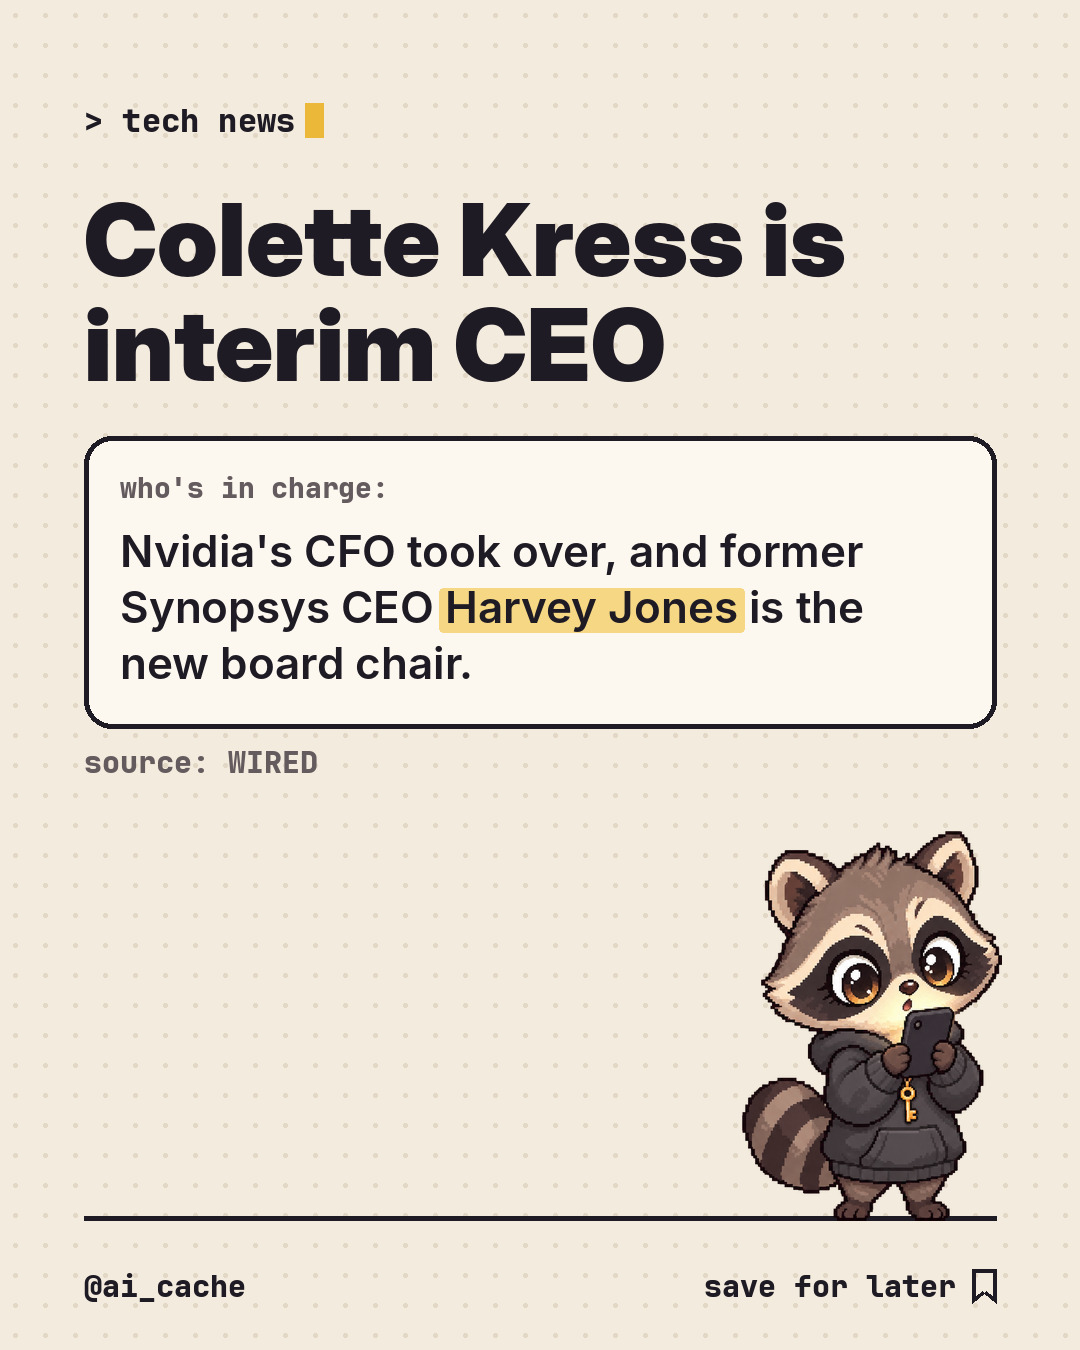 > tech news
Colette Kress is
interim CEO
who's in charge:
Nvidia's CFO took over, and former
Synopsys CEO Harvey Jones is the
new board chair.
source: WIRED
@ai_cache
save for later